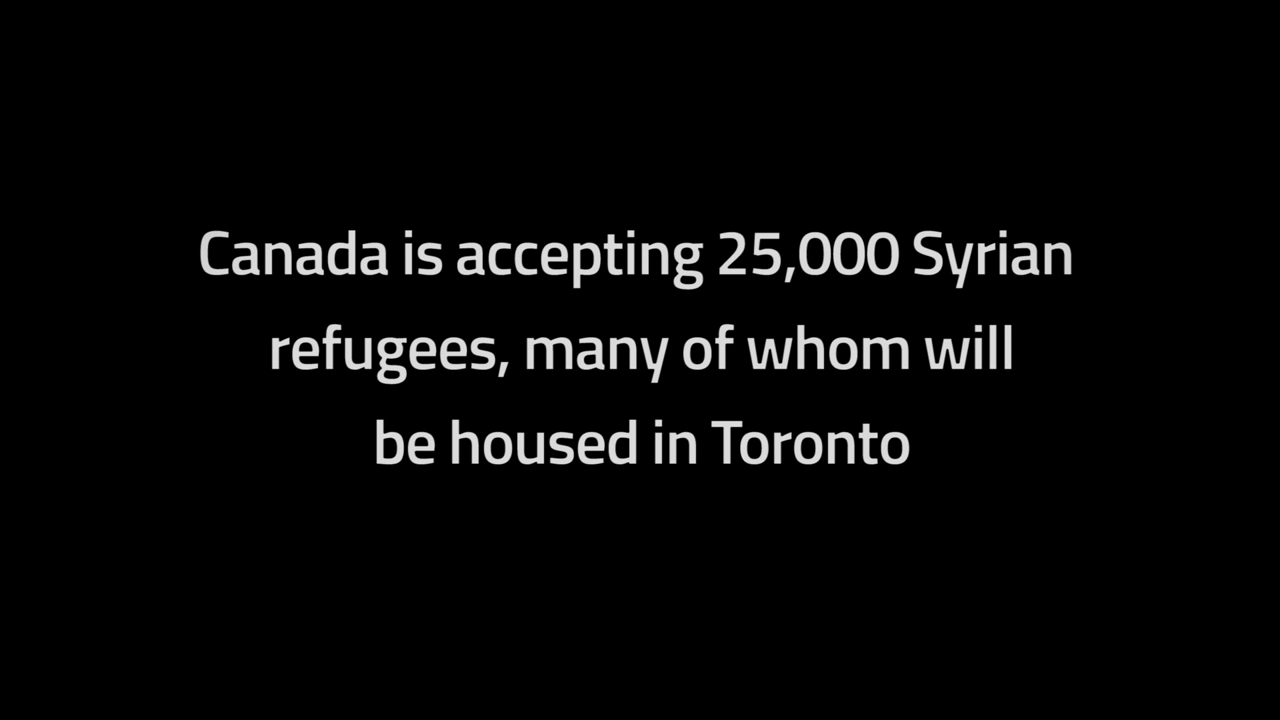 Canada is accepting 25,000 Syrian
refugees, many of whom will
be housed in Toronto